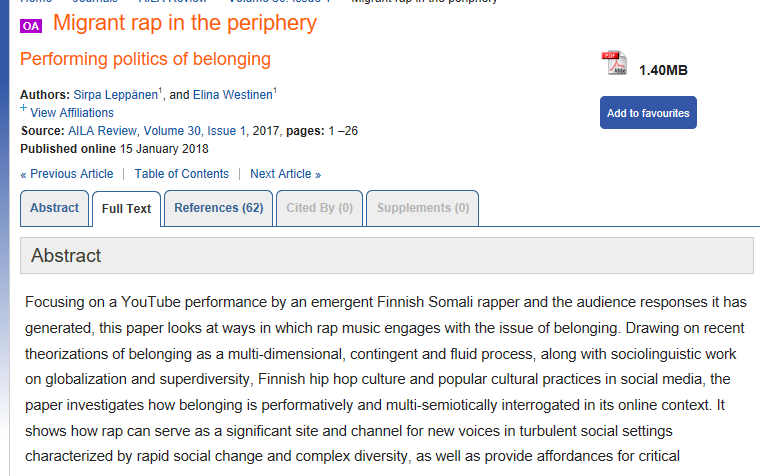 Home Journals AILA Review Volume 30: Issue 1 Migrant rap in the periphery
OA Migrant rap in the periphery
Performing politics of belonging
PDF
1.40MB
Authors: Sirpa Leppänen1, and Elina Westinen1
+ View Affiliations
Add to favourites
Source: AILA Review, Volume 30, Issue 1, 2017, pages: 1 –26
Published online 15 January 2018
« Previous Article | Table of Contents | Next Article »
Abstract Full Text References (62) Cited By (0) Supplements (0)
Abstract
Focusing on a YouTube performance by an emergent Finnish Somali rapper and the audience responses it has
generated, this paper looks at ways in which rap music engages with the issue of belonging. Drawing on recent
theorizations of belonging as a multi-dimensional, contingent and fluid process, along with sociolinguistic work
on globalization and superdiversity, Finnish hip hop culture and popular cultural practices in social media, the
paper investigates how belonging is performatively and multi-semiotically interrogated in its online context. It
shows how rap can serve as a significant site and channel for new voices in turbulent social settings
characterized by rapid social change and complex diversity, as well as provide affordances for critical